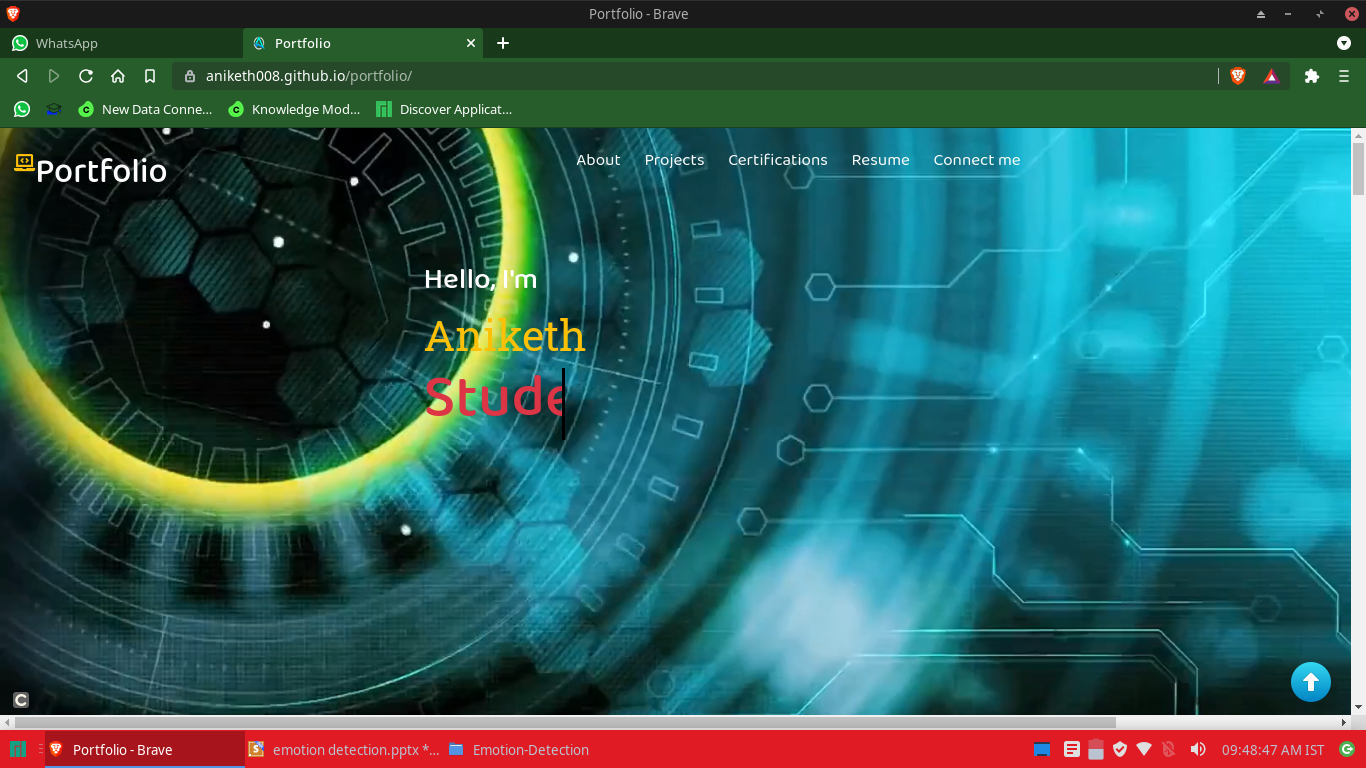 Portfolio - Brave
WhatsApp
Portfolio
aniketh008.github.io/portfolio/
New Data Conne...
Knowledge Mod...
Discover Applicat...
Portfolio
About
Projects
Certifications
Resume
Connect me
Hello, I'm
Aniketh
Stude
C
Portfolio - Brave
emotion detection.pptx *...
Emotion-Detection
09:48:47 AM IST